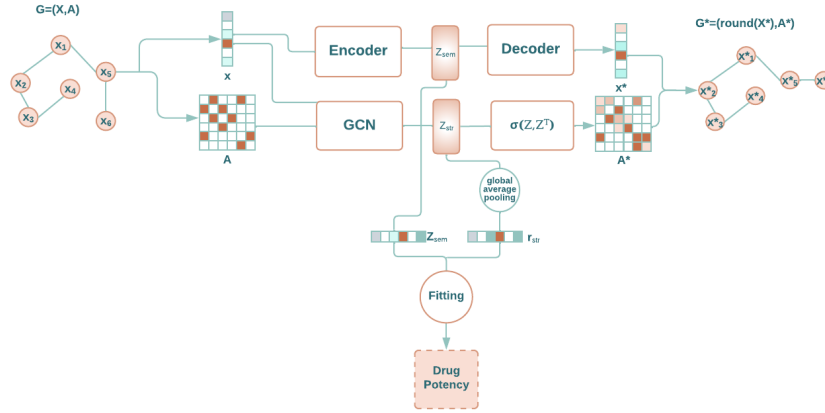 G=(X,A)
x1
x2
x3
x4
x5
x6
x
A
Encoder
GCN
Zsem
Zstr
Decoder
σ(Z,ZT)
x*
A*
G*=(round(X*),A*)
x*1
x*2
x*3
x*4
x*5
global
average
pooling
Zsem
rstr
Fitting
Drug
Potency